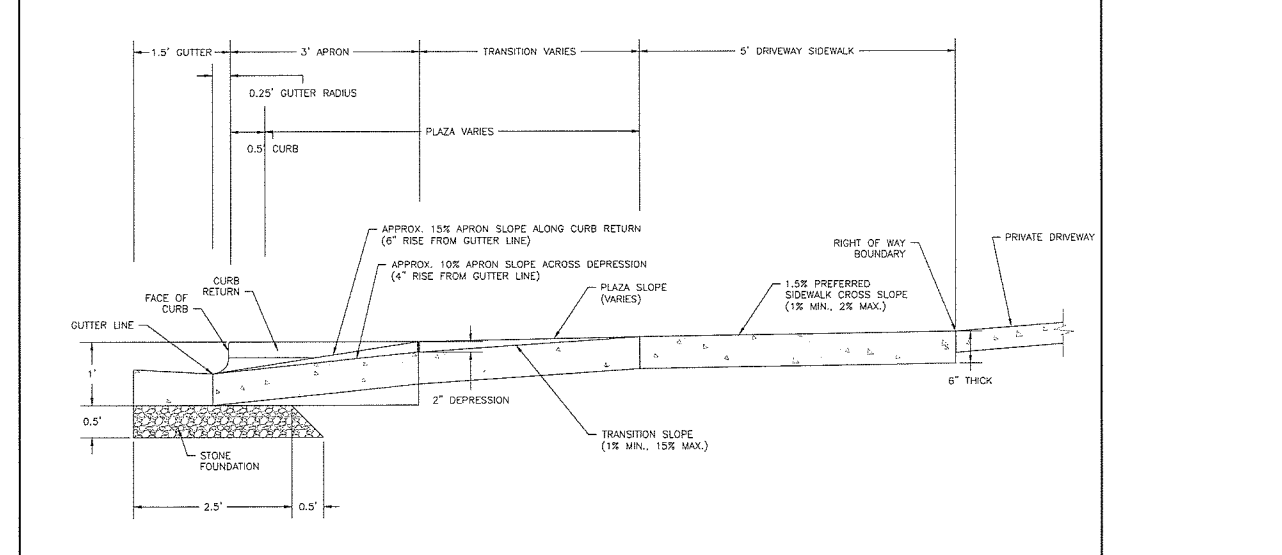 1.5' GUTTER
3' APRON
TRANSITION VARIES
5' DRIVEWAY SIDEWALK
0.25' GUTTER RADIUS
PLAZA VARIES
0.5' CURB
APPROX. 15% APRON SLOPE ALONG CURB RETURN
(6" RISE FROM GUTTER LINE)
APPROX. 10% APRON SLOPE ACROSS DEPRESSION
(4" RISE FROM GUTTER LINE)
RIGHT OF WAY
BOUNDARY
PRIVATE DRIVEWAY
CURB
RETURN
FACE OF
CURB
GUTTER LINE
PLAZA SLOPE
(VARIES)
1.5% PREFERRED
SIDEWALK CROSS SLOPE
(1% MIN., 2% MAX.)
1'
2" DEPRESSION
6" THICK
0.5'
TRANSITION SLOPE
(1% MIN., 15% MAX.)
STONE
FOUNDATION
2.5'
0.5'